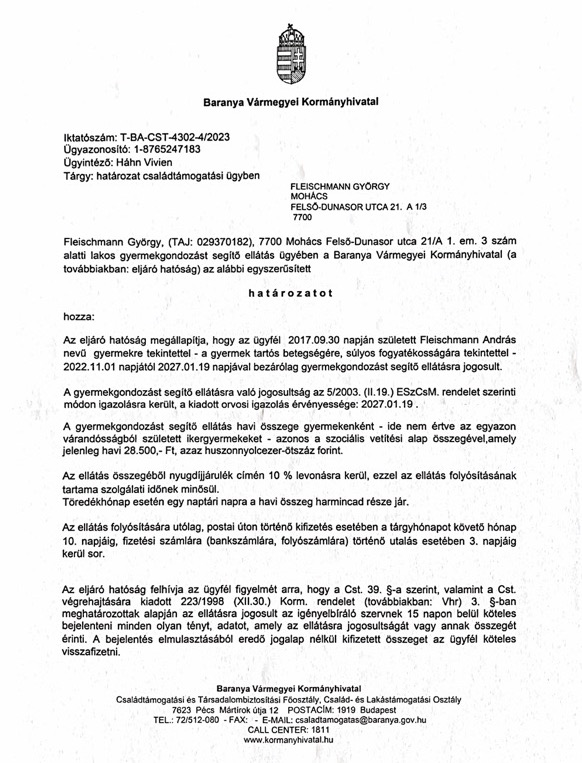 Baranya Vármegyei Kormányhivatal
Iktatószám: T-BA-CST-4302-4/2023
Ügyazonosító: 1-8765247183
Ügyintéző: Háhn Vivien
Tárgy: határozat családtámogatási ügyben
FLEISCHMANN GYÖRGY
MOHÁCS
FELSŐ-DUNASOR UTCA 21. A 1/3
7700
Fleischmann György, (TAJ: 029370182), 7700 Mohács Felső-Dunasor utca 21/A 1. em. 3 szám
alatti lakos gyermekgondozást segítő ellátás ügyében a Baranya Vármegyei Kormányhivatal (a
továbbiakban: eljáró hatóság) az alábbi egyszerűsített
h a t á r o z a t o t
hozza:
Az eljáró hatóság megállapítja, hogy az ügyfél 2017.09.30 napján született Fleischmann András
nevű gyermekre tekintettel - a gyermek tartós betegségére, súlyos fogyatékosságára tekintettel -
2022.11.01 napjától 2027.01.19 napjával bezárólag gyermekgondozást segítő ellátásra jogosult.
A gyermekgondozást segítő ellátásra való jogosultság az 5/2003. (II.19.) ESzCsM. rendelet szerinti
módon igazolásra került, a kiadott orvosi igazolás érvényessége: 2027.01.19 .
A gyermekgondozást segítő ellátás havi összege gyermekenként - ide nem értve az egyazon
várandósságból született ikergyermekeket - azonos a szociális vetítési alap összegével,amely
jelenleg havi 28.500,- Ft, azaz huszonnyolcezer-ötszáz forint.
Az ellátás összegéből nyugdíjjárulék címén 10 % levonásra kerül, ezzel az ellátás folyósításának
tartama szolgálati időnek minősül.
Töredékhónap esetén egy naptári napra a havi összeg harmincad része jár.
Az ellátás folyósítására utólag, postai úton történő kifizetés esetében a tárgyhónapot követő hónap
10. napjáig, fizetési számlára (bankszámlára, folyószámlára) történő utalás esetében 3. napjáig
kerül sor.
Az eljáró hatóság felhívja az ügyfél figyelmét arra, hogy a Cst. 39. §-a szerint, valamint a Cst.
végrehajtására kiadott 223/1998 (XII.30.) Korm. rendelet (továbbiakban: Vhr) 3. §-ban
meghatározottak alapján az ellátásra jogosult az igényelbíráló szervnek 15 napon belül köteles
bejelenteni minden olyan tényt, adatot, amely az ellátásra jogosultságát vagy annak összegét
érinti. A bejelentés elmulasztásából eredő jogalap nélkül kifizetett összeget az ügyfél köteles
visszafizetni.
Baranya Vármegyei Kormányhivatal
Családtámogatási és Társadalombiztosítási Főosztály, Család- és Lakástámogatási Osztály
7623 Pécs Mártírok útja 12 POSTACÍM: 1919 Budapest
TEL.: 72/512-080 - FAX: - E-MAIL: csaladtamogatas@baranya.gov.hu
CALL CENTER: 1811
www.kormanyhivatal.hu